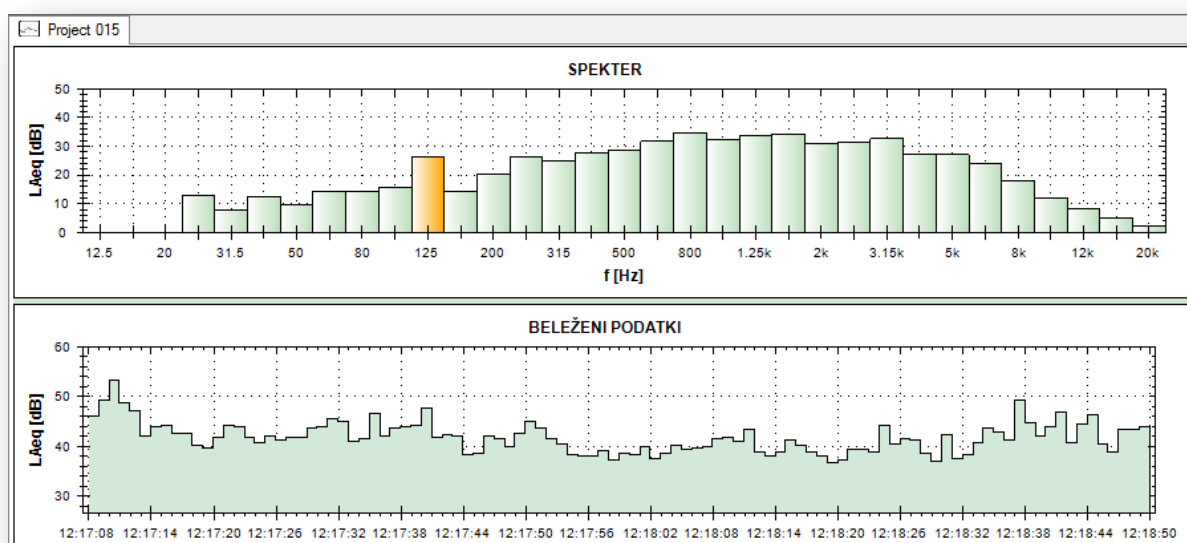 Project 015
SPEKTER
50
40
30
20
10
0
LAeq [dB]
12.5 20 31.5 50 80 125 200 315 500 800 1.25k 2k 3.15k 5k 8k 12k 20k
f [Hz]
BELEŽENI PODATKI
60
50
40
30
LAeq [dB]
12:17:08 12:17:14 12:17:20 12:17:26 12:17:32 12:17:38 12:17:44 12:17:50 12:17:56 12:18:02 12:18:08 12:18:14 12:18:20 12:18:26 12:18:32 12:18:38 12:18:44 12:18:50